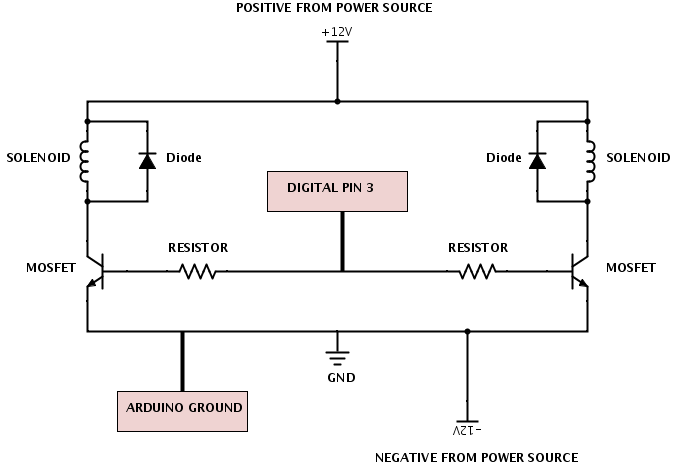 POSITIVE FROM POWER SOURCE
+12V
SOLENOID
Diode
Diode
SOLENOID
DIGITAL PIN 3
RESISTOR
RESISTOR
MOSFET
MOSFET
GND
ARDUINO GROUND
-12V
NEGATIVE FROM POWER SOURCE